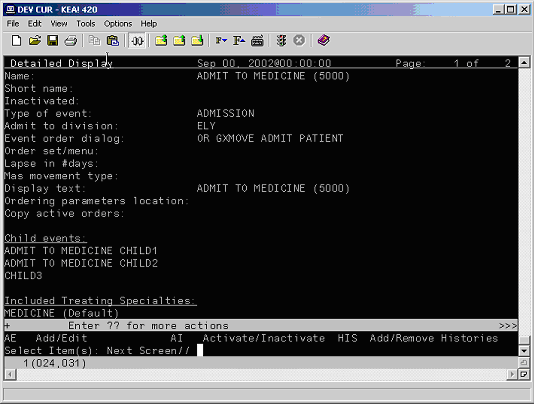 DEV CUR - KEA! 420
File Edit View Tools Options Help
Detailed Display Sep 00, 2002@00:00:00 Page: 1 of 2
Name: ADMIT TO MEDICINE (5000)
Short name:
Inactivated:
Type of event: ADMISSION
Admit to division: ELY
Event order dialog: OR GXMOVE ADMIT PATIENT
Order set/menu:
Lapse in #days:
Mas movement type:
Display text: ADMIT TO MEDICINE (5000)
Ordering parameters location:
Copy active orders:
Child events:
ADMIT TO MEDICINE CHILD1
ADMIT TO MEDICINE CHILD2
CHILD3
Included Treating Specialties:
MEDICINE (Default)
+ Enter ?? for more actions >>>
AE Add/Edit AI Activate/Inactivate HIS Add/Remove Histories
Select Item(s): Next Screen//
1(024,031)